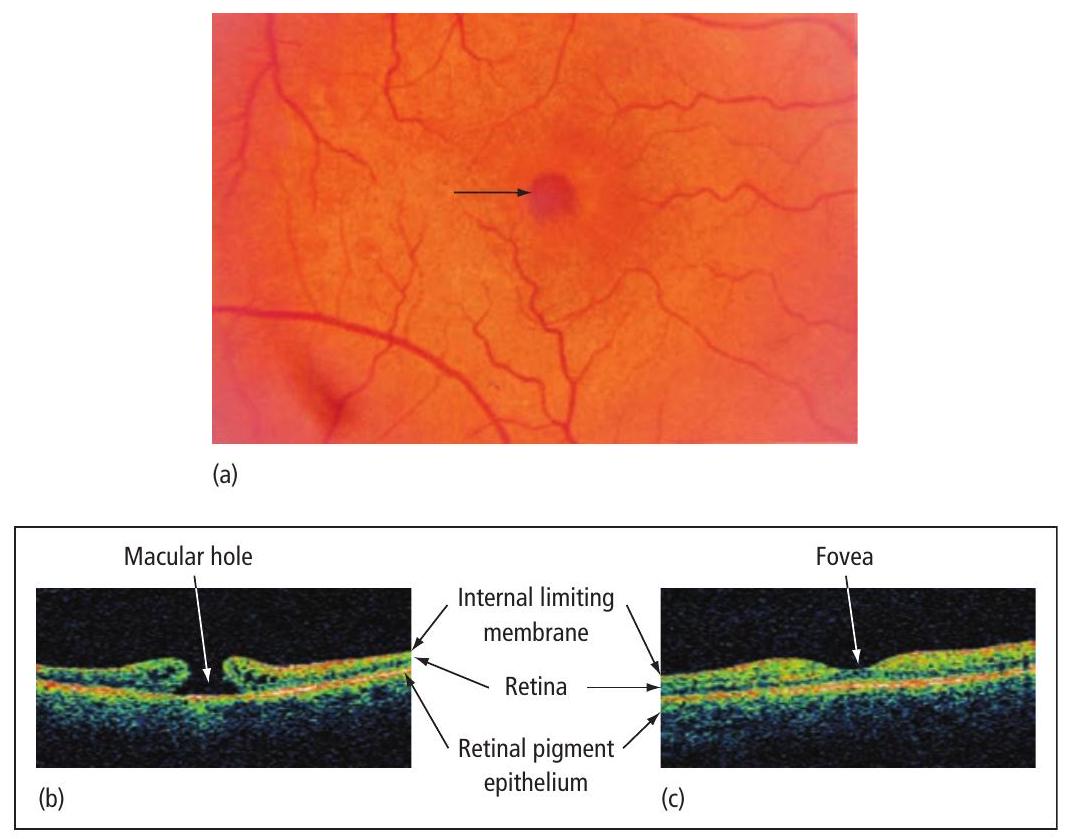 (a)
Macular hole
Fovea
Internal limiting
membrane
Retina
Retinal pigment
epithelium
(b)
(c)